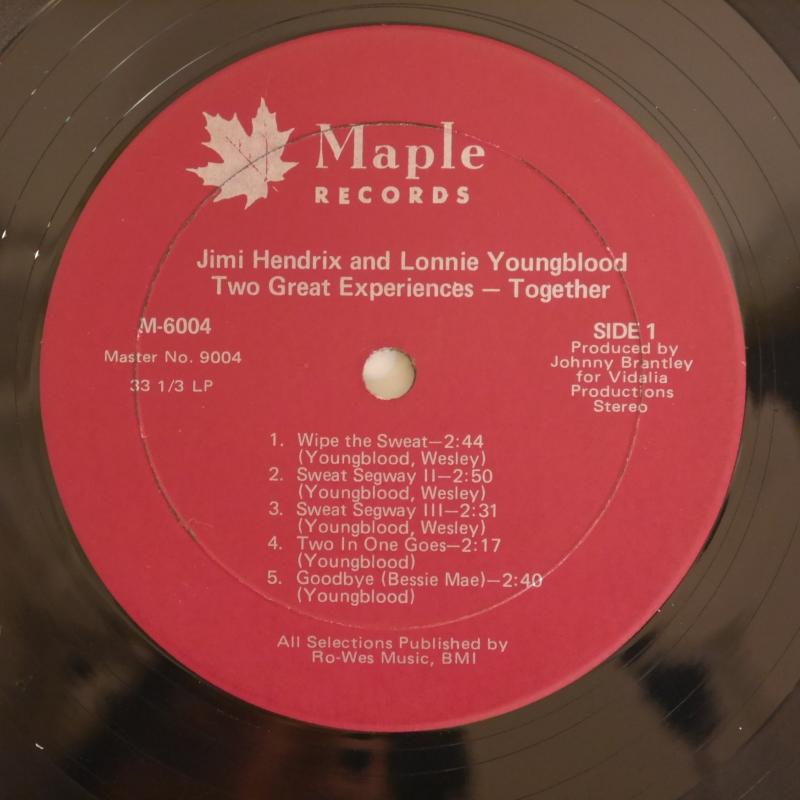 Maple
RECORDS
Jimi Hendrix and Lonnie Youngblood
Two Great Experiences — Together
M-6004
Master No. 9004
33 1/3 LP
SIDE 1
Produced by
Johnny Brantley
for Vidalia
Productions
Stereo
1. Wipe the Sweat—2:44
(Youngblood, Wesley)
2. Sweat Segway II—2:50
(Youngblood, Wesley)
3. Sweat Segway III—2:31
(Youngblood, Wesley)
4. Two In One Goes—2:17
(Youngblood)
5. Goodbye (Bessie Mae)—2:40
(Youngblood)
All Selections Published by
Ro-Wes Music, BMI